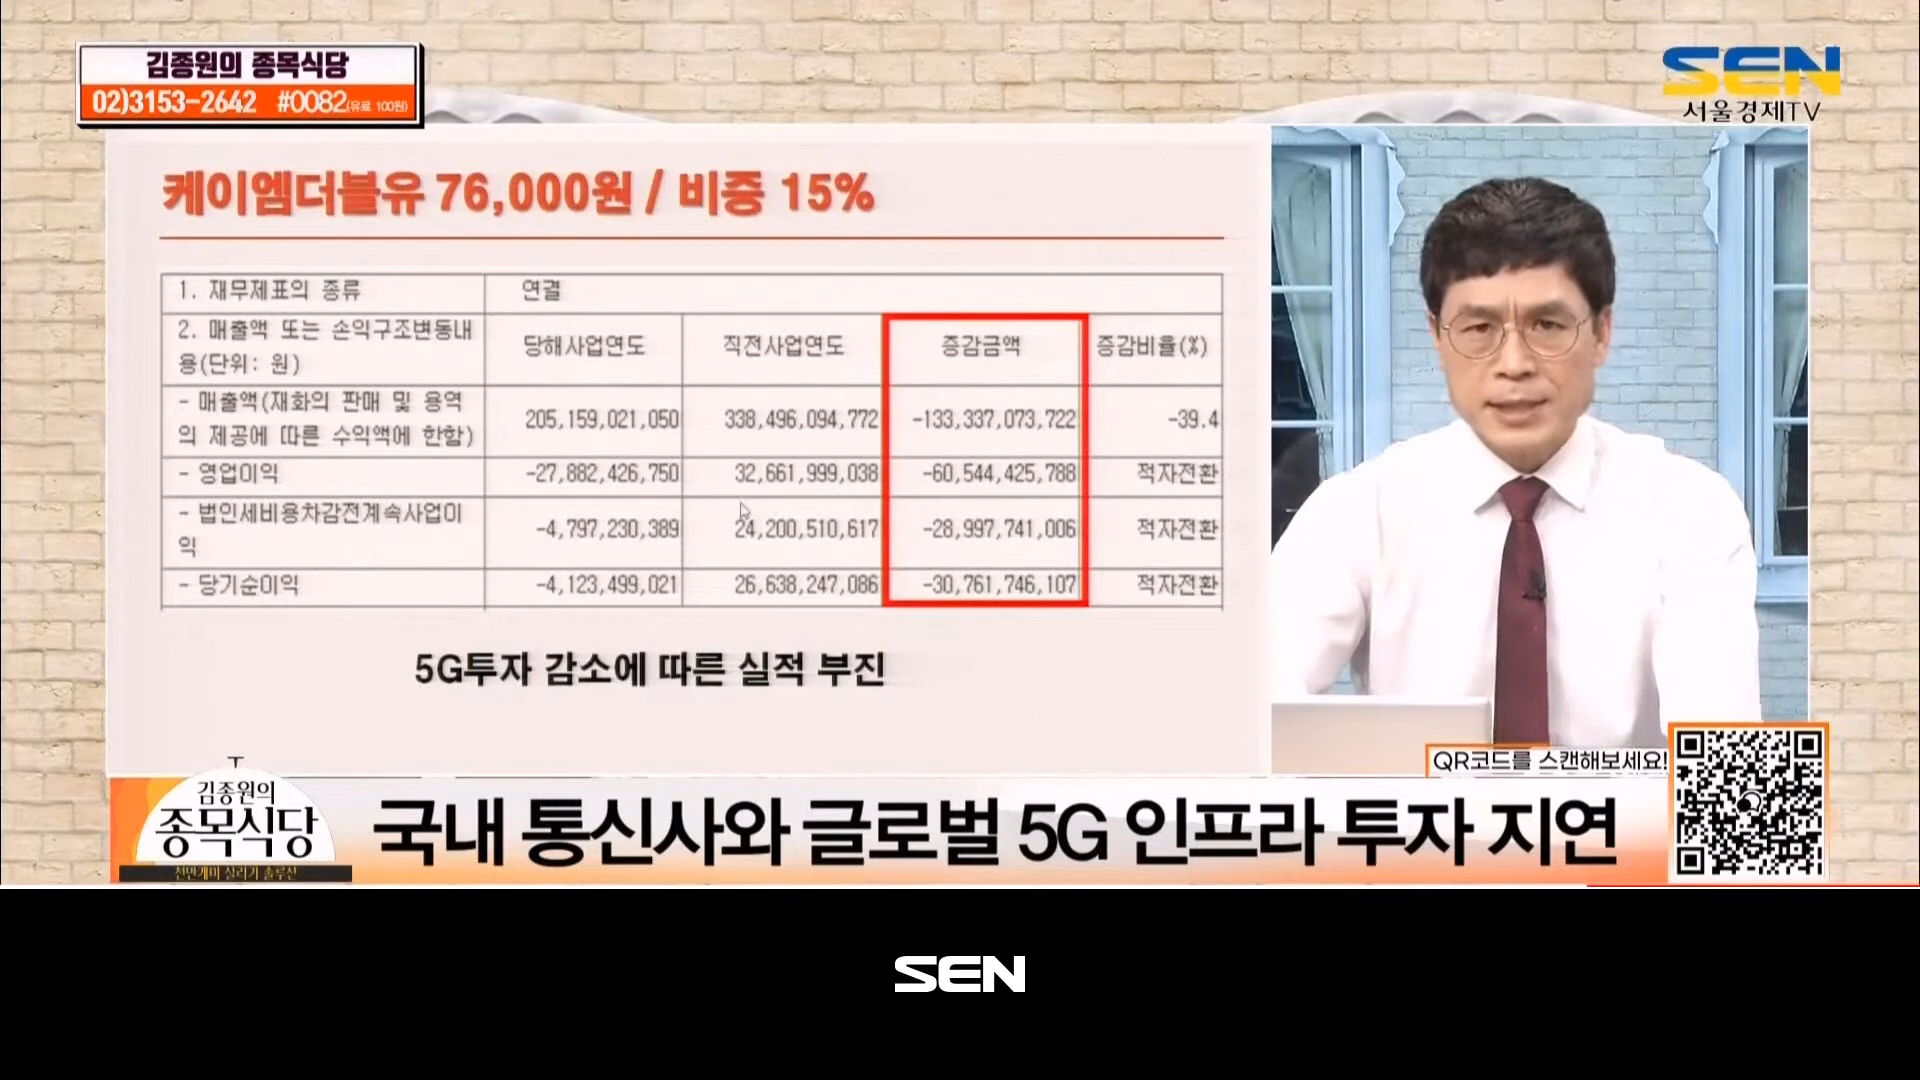 김종원의 종목식당
02)3153-2642 #0082(유료 100원)
SEN
서울경제TV
케이엠더블유 76,000원 / 비중 15%
1. 재무제표의 종류 연결
2. 매출액 또는 손익구조변동내용(단위: 원) 당해사업연도 직전사업연도 증감금액 증감비율(%)
- 매출액(재화의 판매 및 용역의 제공에 따른 수익액에 한함) 205,159,021,050 338,496,094,772 -133,337,073,722 -39.4
- 영업이익 -27,882,426,750 32,661,999,038 -60,544,425,788 적자전환
- 법인세비용차감전계속사업이익 -4,797,230,389 24,200,510,617 -28,997,741,006 적자전환
- 당기순이익 -4,123,499,021 26,638,247,086 -30,761,746,107 적자전환
5G투자 감소에 따른 실적 부진
QR코드를 스캔해보세요!
김종원의
종목식당
천만개미 살리기 솔루션
국내 통신사와 글로벌 5G 인프라 투자 지연
SEN